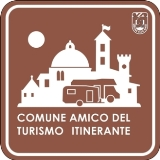 COMUNE AMICO DEL
TURISMO ITINERANTE